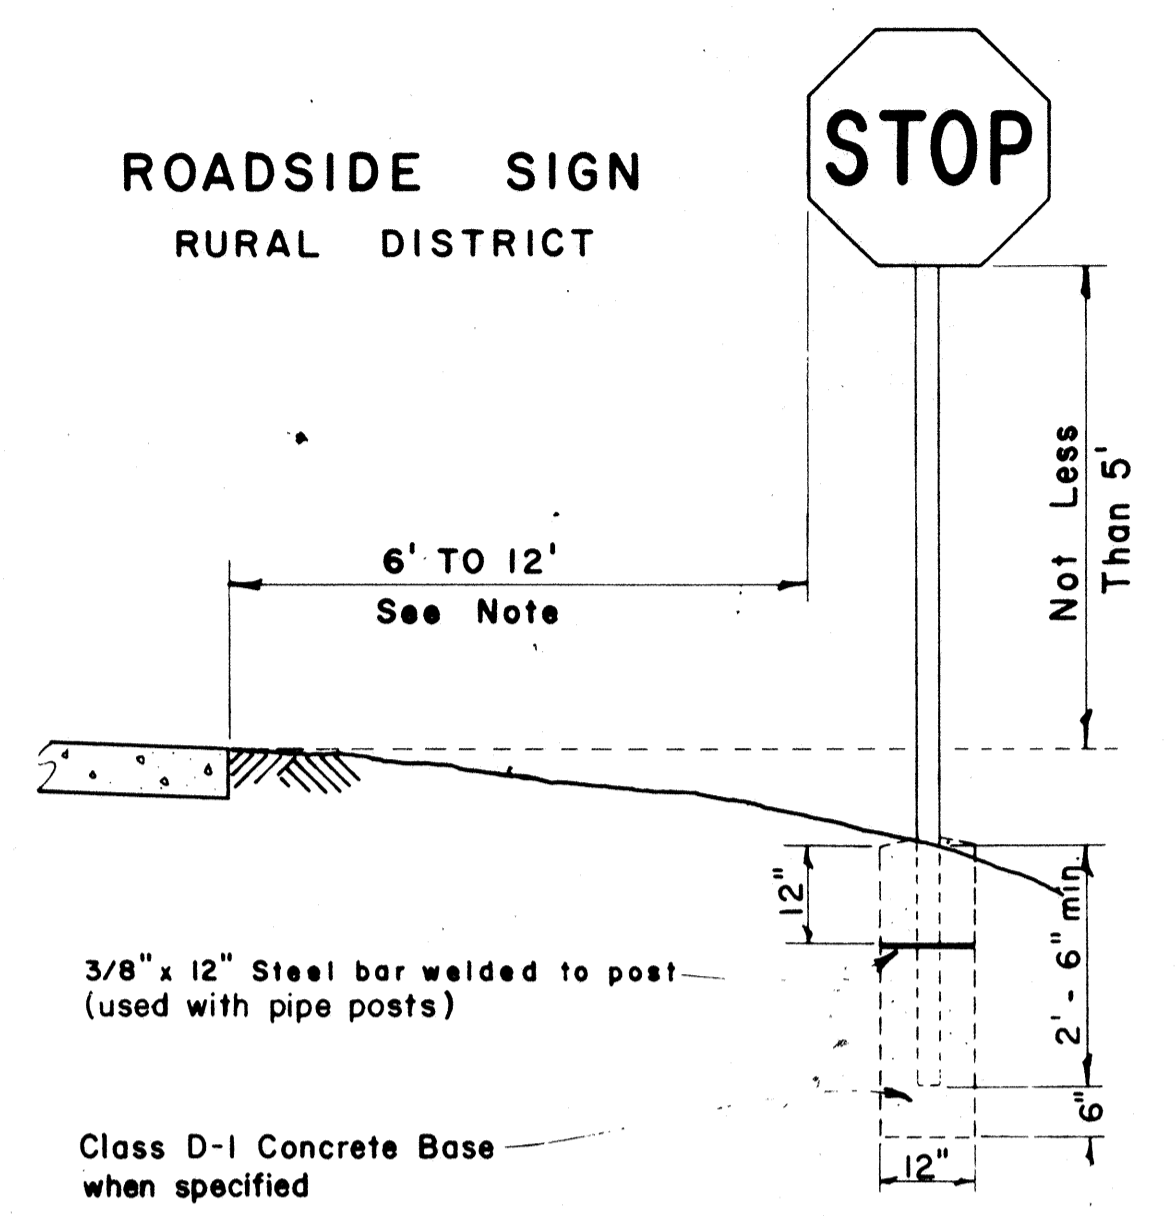 STOP
ROADSIDE SIGN
RURAL DISTRICT
Not Less
Than 5'
6' TO 12'
See Note
12"
2' - 6" min.
3/8" x 12" Steel bar welded to post
(used with pipe posts)
6"
Class D-1 Concrete Base
when specified
12"